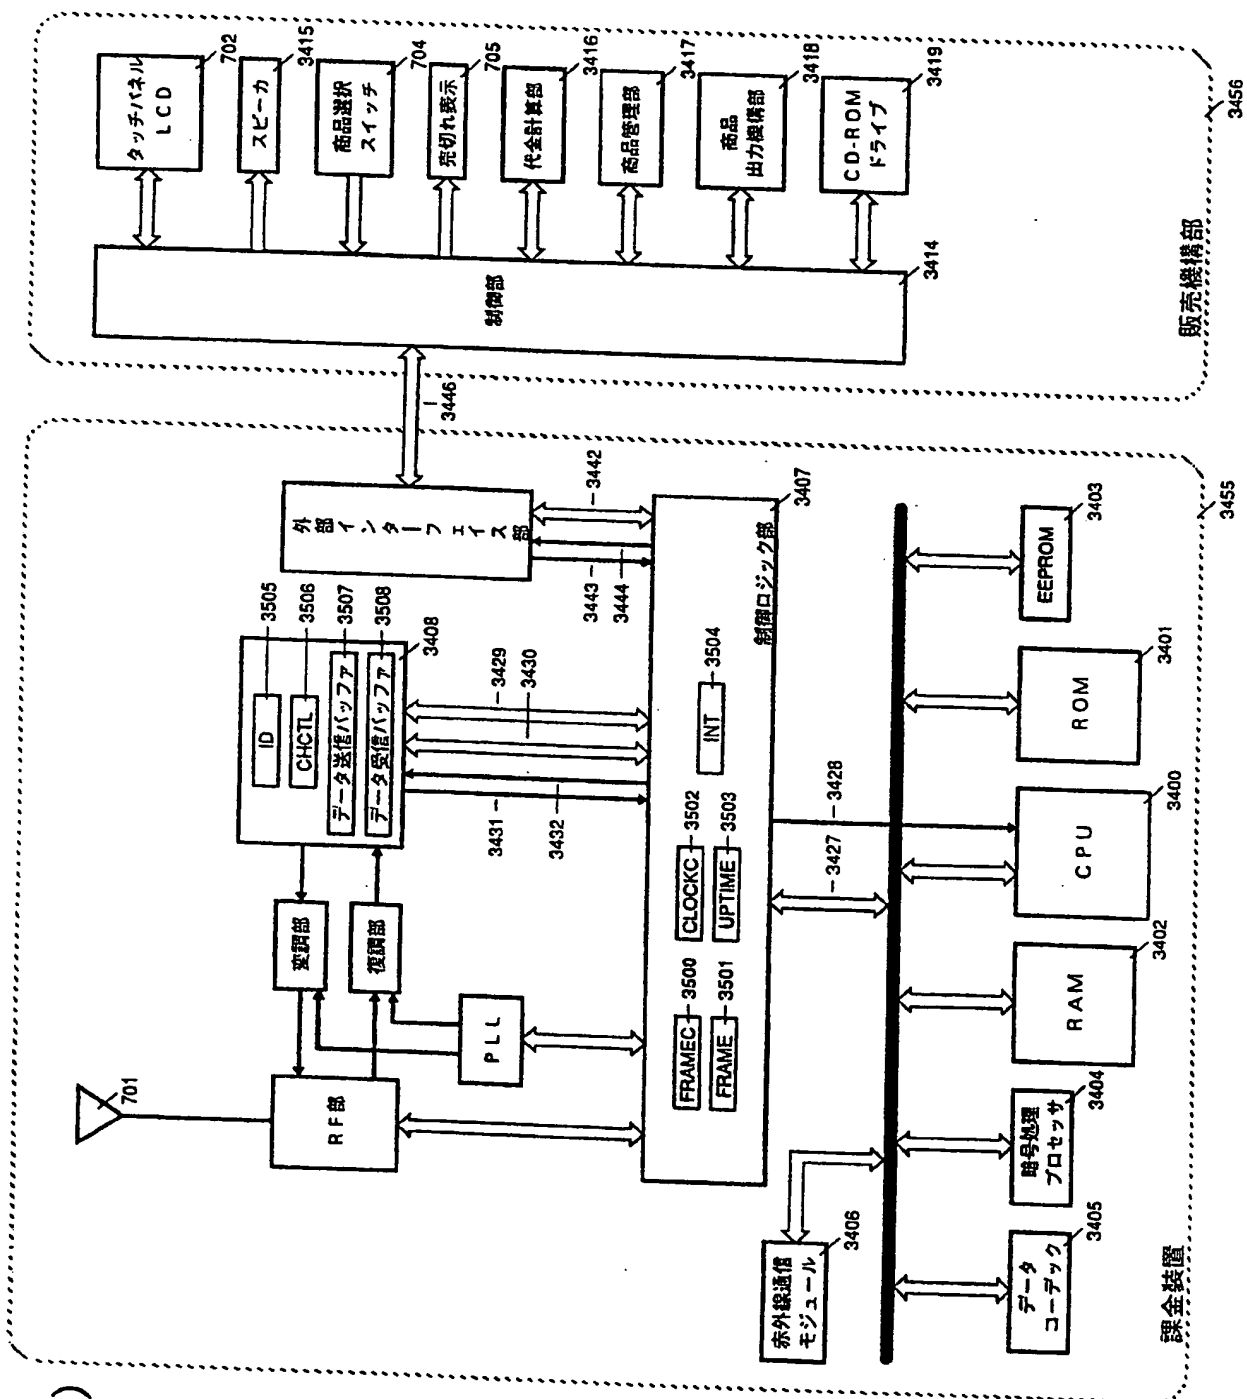 タッチパネル
LCD
702
スピーカ
3415
商品選択
スイッチ
704
売切れ表示
705
代金計算部
3416
商品管理部
3417
商品
出力機構部
3418
CD-ROM
ドライブ
3419
制御部
3414
販売機構部
3456
3446
外部
インターフェイス部
3442
3443
3444
ID
3505
CHCTL
3506
データ送信バッファ
3507
データ受信バッファ
3508
3408
3429
3430
3431
3432
変調部
復調部
PLL
RF部
701
制御ロジック部
3407
FRAMEC
3500
FRAME
3501
CLOCKC
3502
UPTIME
3503
INT
3504
3427
3428
赤外線通信
モジュール
3406
データ
コーデック
3405
暗号処理
プロセッサ
3404
RAM
3402
CPU
3400
ROM
3401
EEPROM
3403
課金装置
3455
)